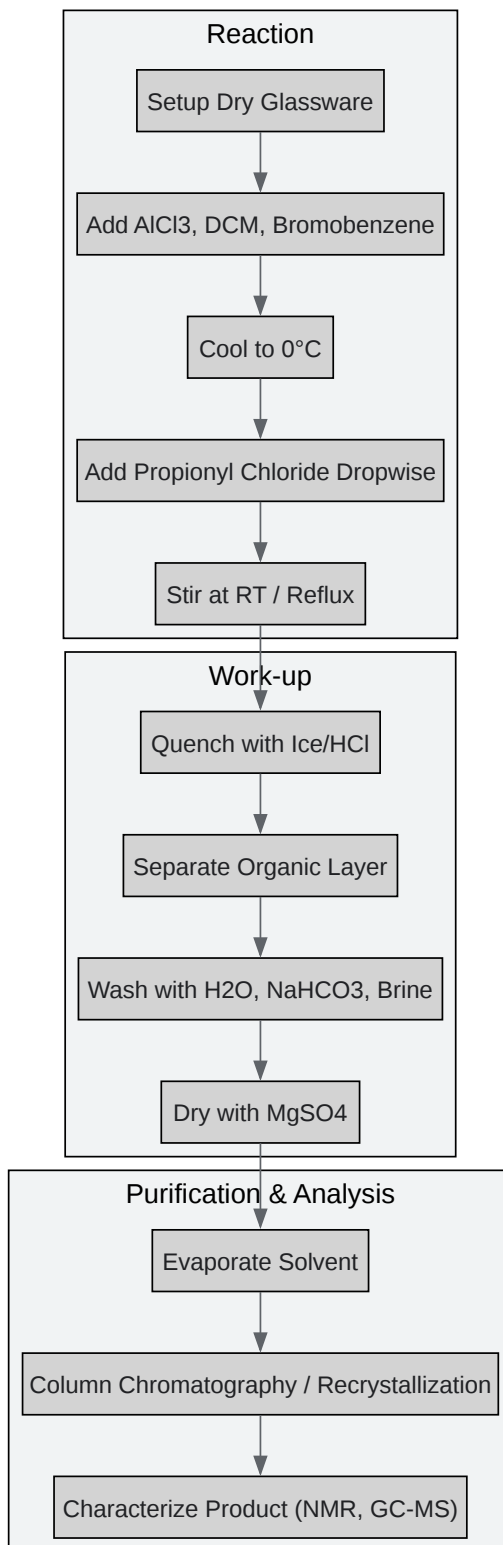 Reaction
Setup Dry Glassware
Add AlCl3, DCM, Bromobenzene
Cool to 0°C
Add Propionyl Chloride Dropwise
Stir at RT / Reflux
Work-up
Quench with Ice/HCl
Separate Organic Layer
Wash with H2O, NaHCO3, Brine
Dry with MgSO4
Purification & Analysis
Evaporate Solvent
Column Chromatography / Recrystallization
Characterize Product (NMR, GC-MS)